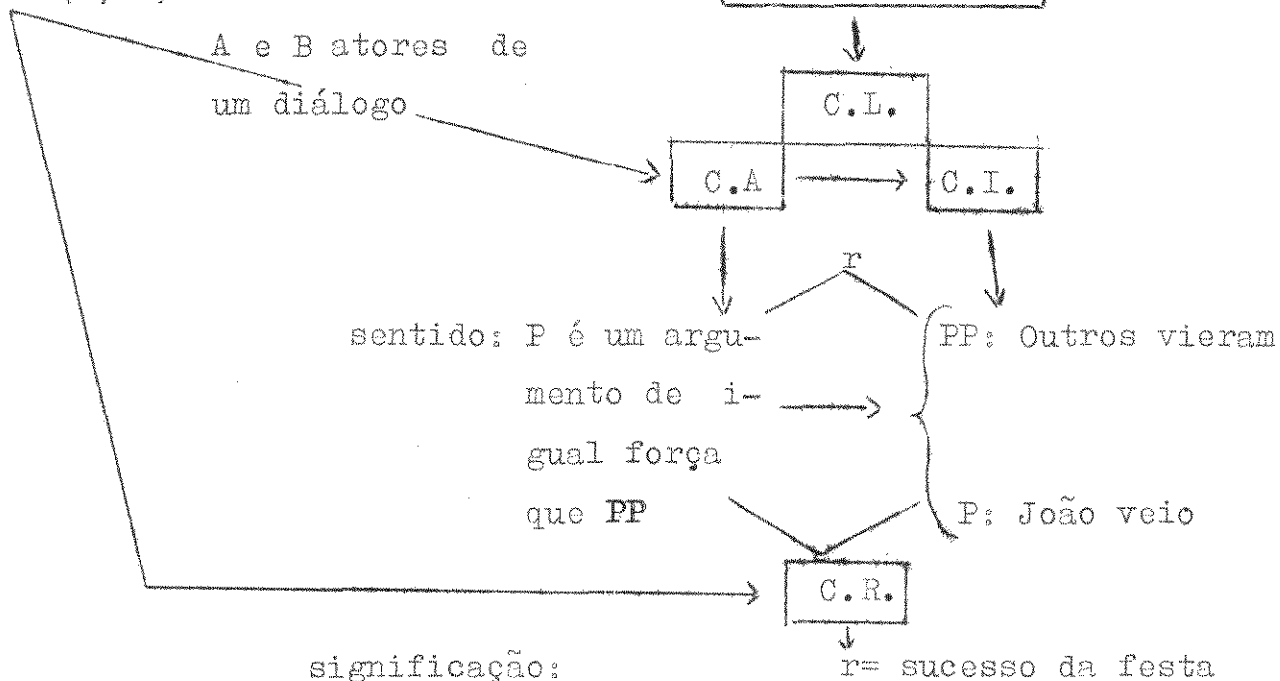 A e B atores de
um diálogo
C.L.
C.A
C.I.
r
sentido: P é um argu-
mento de i-
gual força
que PP
PP: Outros vieram
P: João veio
C.R.
significação:
r= sucesso da festa